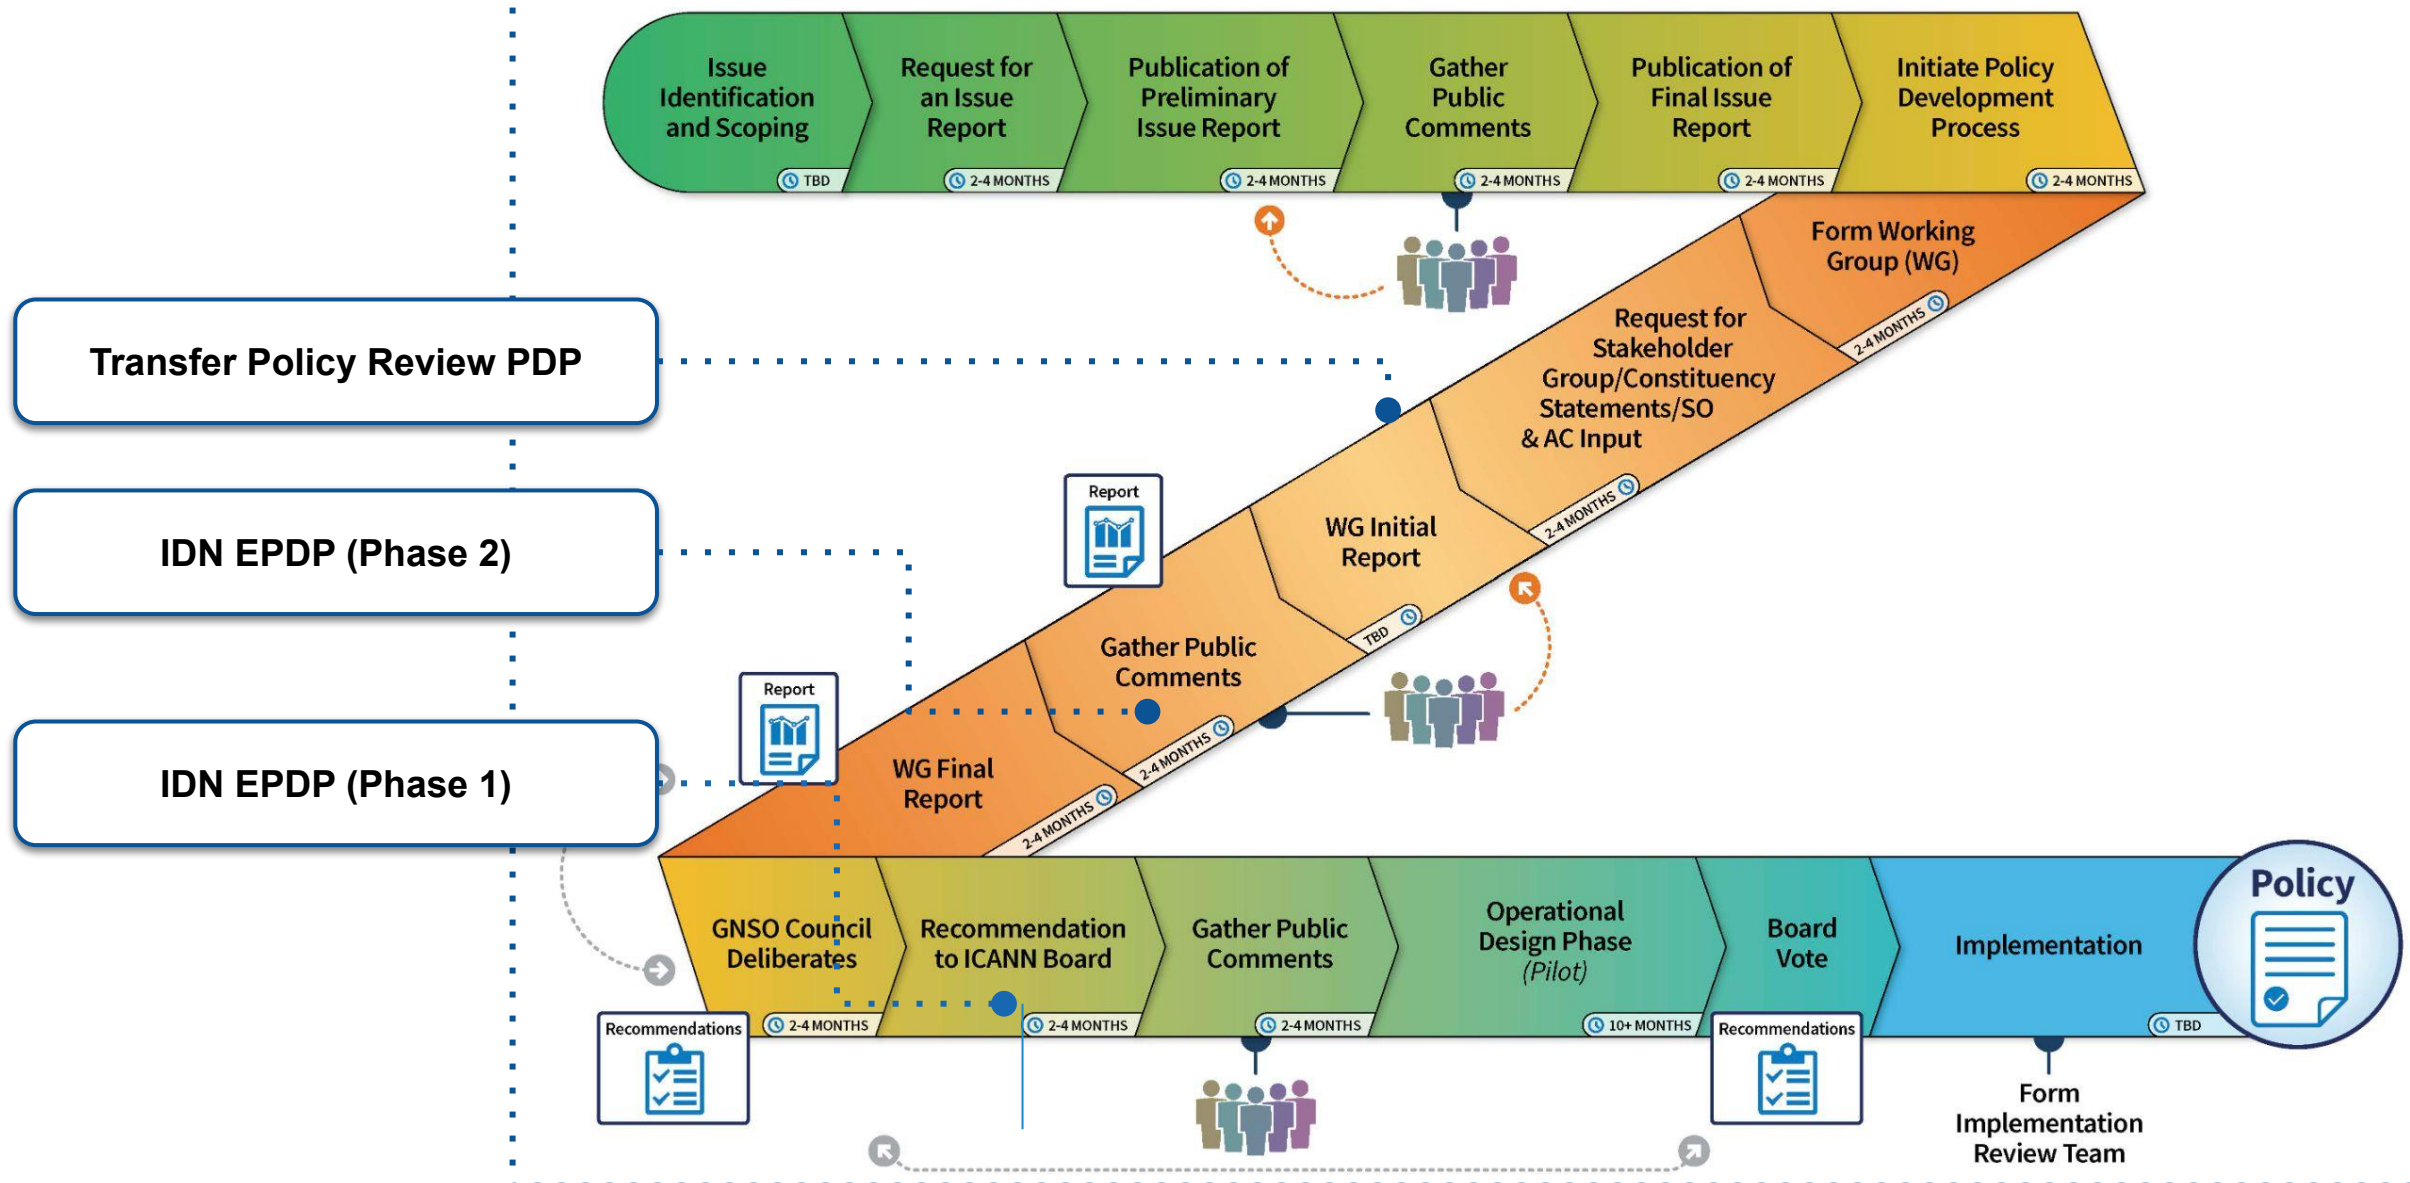 Issue
Identification
and Scoping
TBD
Request for
an Issue
Report
2-4 MONTHS
Publication of
Preliminary
Issue Report
2-4 MONTHS
Gather
Public
Comments
2-4 MONTHS
Publication of
Final Issue
Report
2-4 MONTHS
Initiate Policy
Development
Process
2-4 MONTHS
Form Working
Group (WG)
2-4 MONTHS
Request for
Stakeholder
Group/Constituency
Statements/SO
& AC Input
2-4 MONTHS
Transfer Policy Review PDP
WG Initial
Report
TBD
Report
IDN EPDP (Phase 2)
Gather Public
Comments
2-4 MONTHS
Report
IDN EPDP (Phase 1)
WG Final
Report
2-4 MONTHS
GNSO Council
Deliberates
2-4 MONTHS
Recommendations
Recommendation
to ICANN Board
2-4 MONTHS
Gather Public
Comments
2-4 MONTHS
Operational
Design Phase
(Pilot)
10+ MONTHS
Board
Vote
Recommendations
Implementation
TBD
Policy
Form
Implementation
Review Team